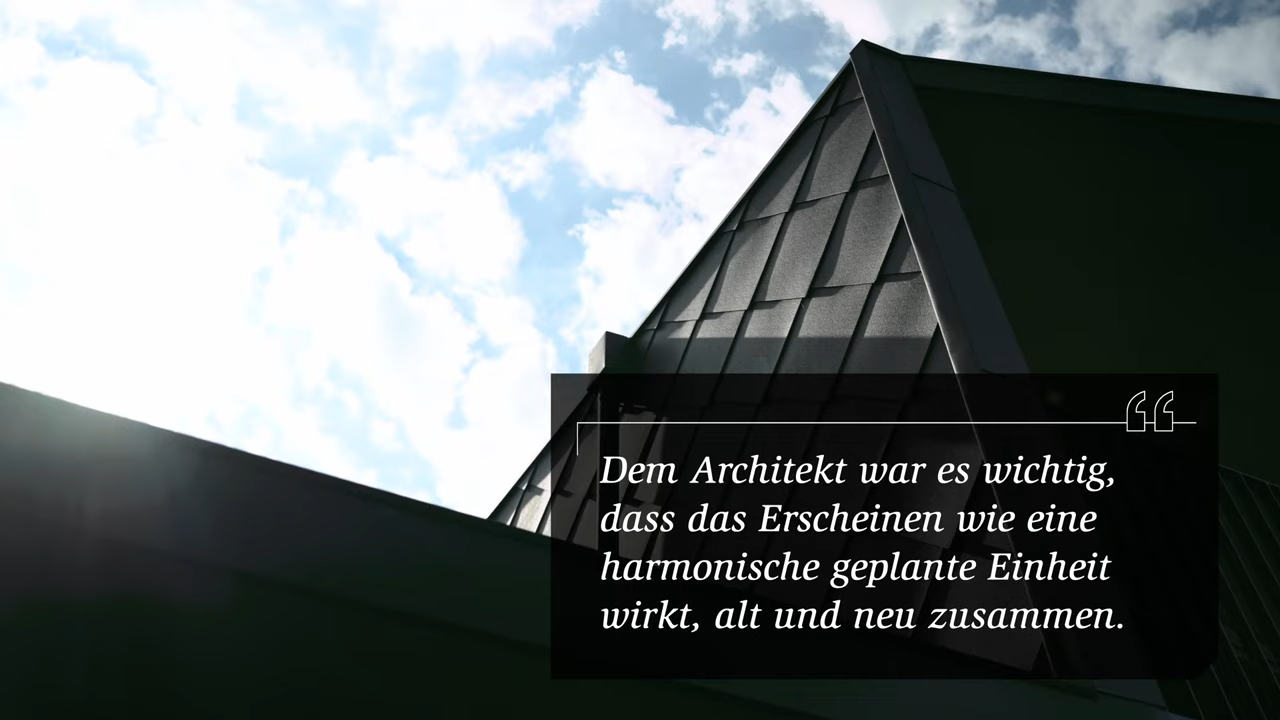 Dem Architekt war es wichtig,
dass das Erscheinen wie eine
harmonische geplante Einheit
wirkt, alt und neu zusammen.